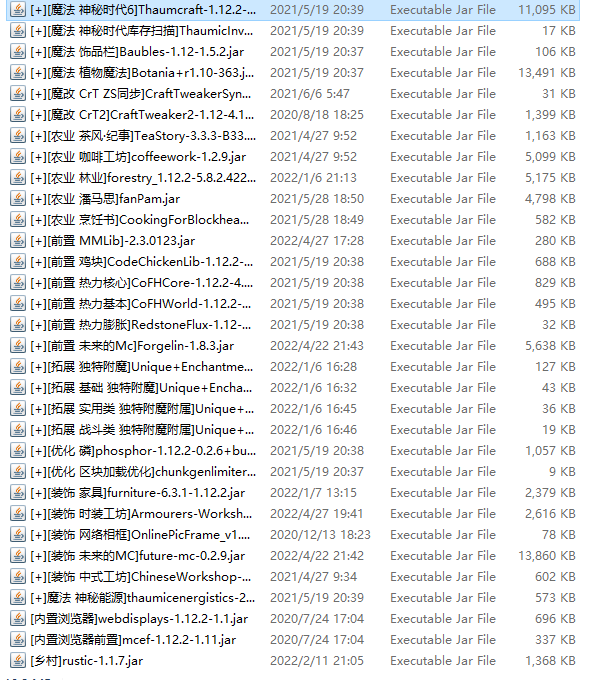 [+][魔法 神秘时代6]Thaumcraft-1.12.2-... 2021/5/19 20:39 Executable Jar File 11,095 KB
[+][魔法 神秘时代库存扫描]ThaumicInv... 2021/5/19 20:39 Executable Jar File 17 KB
[+][魔法 饰品栏]Baubles-1.12-1.5.2.jar 2021/5/19 20:37 Executable Jar File 106 KB
[+][魔法 植物魔法]Botania+r1.10-363.j... 2021/5/19 20:37 Executable Jar File 13,491 KB
[+][魔改 CrT ZS同步]CraftTweakerSyn... 2021/6/6 5:47 Executable Jar File 31 KB
[+][魔改 CrT2]CraftTweaker2-1.12-4.1... 2020/8/18 18:25 Executable Jar File 1,399 KB
[+][农业 茶风·纪事]TeaStory-3.3.3-B33.... 2021/4/27 9:52 Executable Jar File 1,163 KB
[+][农业 咖啡工坊]coffeework-1.2.9.jar 2021/4/27 9:52 Executable Jar File 5,099 KB
[+][农业 林业]forestry_1.12.2-5.8.2.422... 2022/1/6 21:13 Executable Jar File 5,175 KB
[+][农业 潘马思]fanPam.jar 2021/5/28 18:50 Executable Jar File 4,798 KB
[+][农业 烹饪书]CookingForBlockhea... 2021/5/28 18:49 Executable Jar File 582 KB
[+][前置 MMLib]-2.3.0123.jar 2022/4/27 17:28 Executable Jar File 280 KB
[+][前置 鸡块]CodeChickenLib-1.12.2-... 2021/5/19 20:38 Executable Jar File 688 KB
[+][前置 热力核心]CoFHCore-1.12.2-4.... 2021/5/19 20:38 Executable Jar File 829 KB
[+][前置 热力基本]CoFHWorld-1.12.2-... 2021/5/19 20:38 Executable Jar File 495 KB
[+][前置 热力膨胀]RedstoneFlux-1.12-... 2021/5/19 20:38 Executable Jar File 32 KB
[+][前置 未来的Mc]Forgelin-1.8.3.jar 2022/4/22 21:43 Executable Jar File 5,638 KB
[+][拓展 独特附魔]Unique+Enchantme... 2022/1/6 16:28 Executable Jar File 127 KB
[+][拓展 基础 独特附魔]Unique+Encha... 2022/1/6 16:32 Executable Jar File 43 KB
[+][拓展 实用类 独特附魔附属]Unique+... 2022/1/6 16:45 Executable Jar File 36 KB
[+][拓展 战斗类 独特附魔附属]Unique+... 2022/1/6 16:46 Executable Jar File 19 KB
[+][优化 磷]phosphor-1.12.2-0.2.6+bu... 2021/5/19 20:38 Executable Jar File 1,057 KB
[+][优化 区块加载优化]chunkgenlimiter... 2021/5/19 20:37 Executable Jar File 9 KB
[+][装饰 家具]furniture-6.3.1-1.12.2.jar 2022/1/7 13:15 Executable Jar File 2,379 KB
[+][装饰 时装工坊]Armourers-Worksh... 2022/4/27 19:41 Executable Jar File 2,616 KB
[+][装饰 网络相框]OnlinePicFrame_v1.... 2020/12/13 18:23 Executable Jar File 78 KB
[+][装饰 未来的MC]future-mc-0.2.9.jar 2022/4/22 21:42 Executable Jar File 13,860 KB
[+][装饰 中式工坊]ChineseWorkshop-... 2021/4/27 9:34 Executable Jar File 602 KB
[+魔法 神秘能源]thaumicenergistics-2... 2021/5/19 20:39 Executable Jar File 573 KB
[内置浏览器]webdisplays-1.12.2-1.1.jar 2020/7/24 17:04 Executable Jar File 696 KB
[内置浏览器前置]mcef-1.12.2-1.11.jar 2020/7/24 17:04 Executable Jar File 337 KB
[乡村]rustic-1.1.7.jar 2022/2/11 21:05 Executable Jar File 1,368 KB